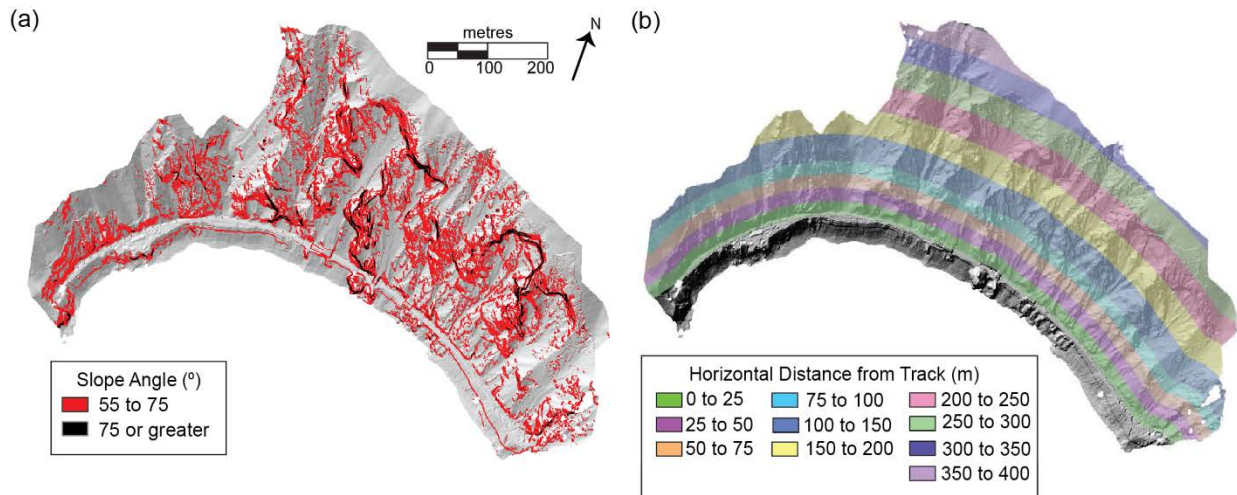 (a)
metres
0 100 200
N
Slope Angle (º)
55 to 75
75 or greater
(b)
Horizontal Distance from Track (m)
0 to 25
25 to 50
50 to 75
75 to 100
100 to 150
150 to 200
200 to 250
250 to 300
300 to 350
350 to 400